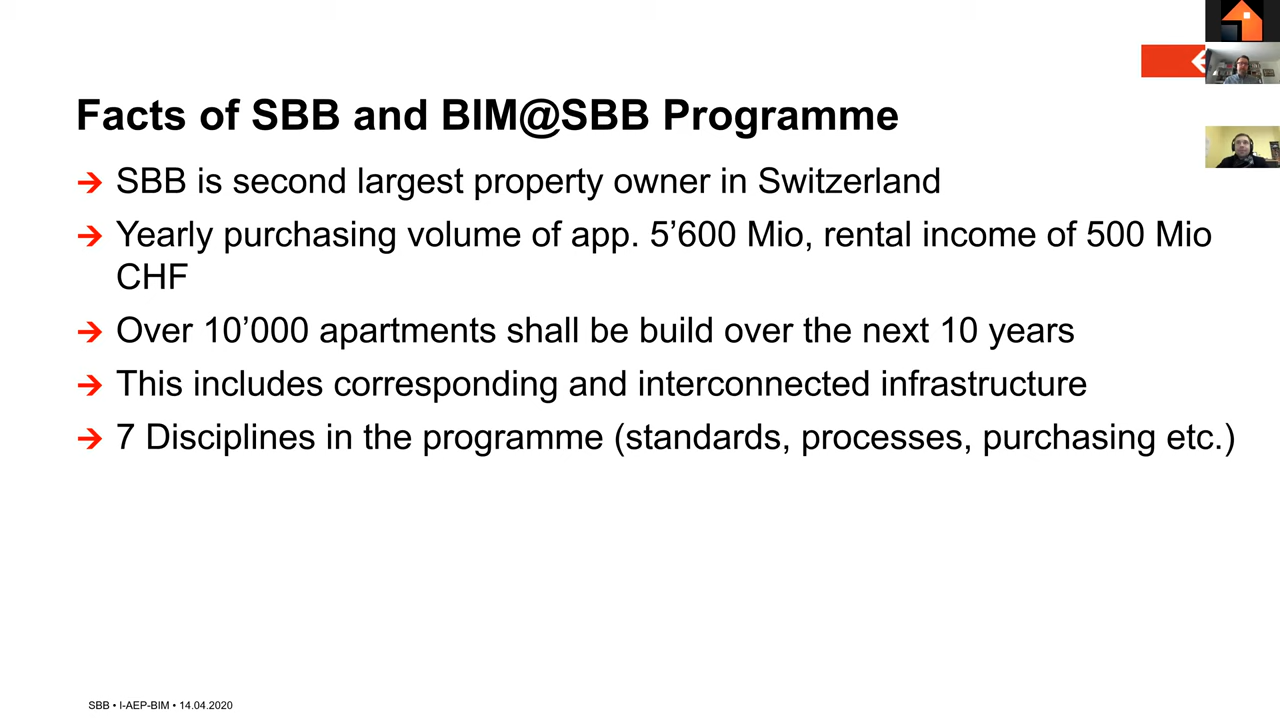 Facts of SBB and BIM@SBB Programme
→ SBB is second largest property owner in Switzerland
→ Yearly purchasing volume of app. 5’600 Mio, rental income of 500 Mio
CHF
→ Over 10’000 apartments shall be build over the next 10 years
→ This includes corresponding and interconnected infrastructure
→ 7 Disciplines in the programme (standards, processes, purchasing etc.)
SBB • I-AEP-BIM • 14.04.2020